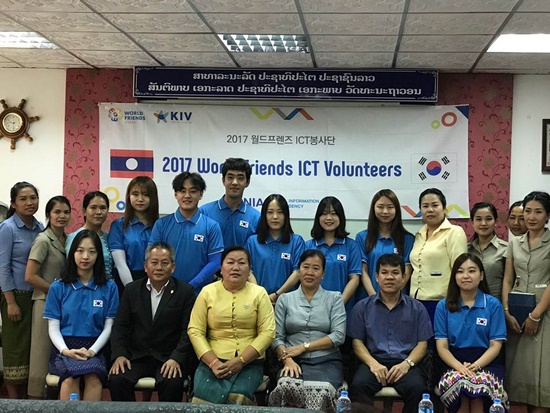 ສາທາລະນະລັດ ປະຊາທິປະໄຕ ປະຊາຊົນລາວ
ສັນຕິພາບ ເອກະລາດ ປະຊາທິປະໄຕ ເອກະພາບ ວັດທະນະຖາວອນ
WORLD FRIENDS KIV
2017 월드프렌즈 ICT봉사단
2017 World Friends ICT Volunteers
NIA INFORMATION
AGENCY